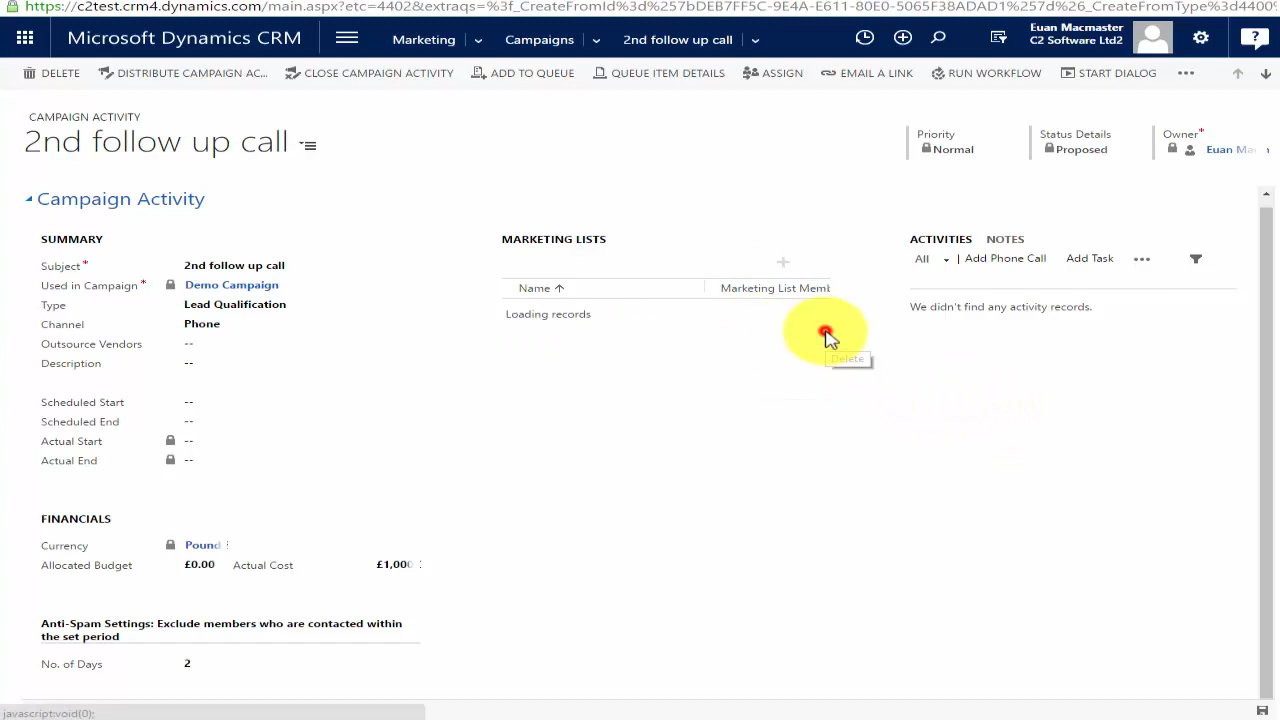 https://c2test.crm4.dynamics.com/main.aspx?etc=4402&extraqs=%3f_CreateFromId%3d%257bDEB7FF5C-9E4A-E611-80E0-5065F38ADAD1%257d%26_CreateFromType%3d4400%
Microsoft Dynamics CRM
Marketing
Campaigns
2nd follow up call
Euan Macmaster
C2 Software Ltd2
DELETE
DISTRIBUTE CAMPAIGN AC...
CLOSE CAMPAIGN ACTIVITY
ADD TO QUEUE
QUEUE ITEM DETAILS
ASSIGN
EMAIL A LINK
RUN WORKFLOW
START DIALOG
CAMPAIGN ACTIVITY
2nd follow up call
Priority
Normal
Status Details
Proposed
Owner*
Euan Ma
Campaign Activity
SUMMARY
Subject* 2nd follow up call
Used in Campaign * Demo Campaign
Type Lead Qualification
Channel Phone
Outsource Vendors --
Description --
Scheduled Start --
Scheduled End --
Actual Start --
Actual End --
FINANCIALS
Currency Pound
Allocated Budget £0.00 Actual Cost £1,000
Anti-Spam Settings: Exclude members who are contacted within
the set period
No. of Days 2
MARKETING LISTS
Name Marketing List Memb
Loading records
Delete
ACTIVITIES NOTES
All | Add Phone Call Add Task
We didn't find any activity records.
javascript:void(0);